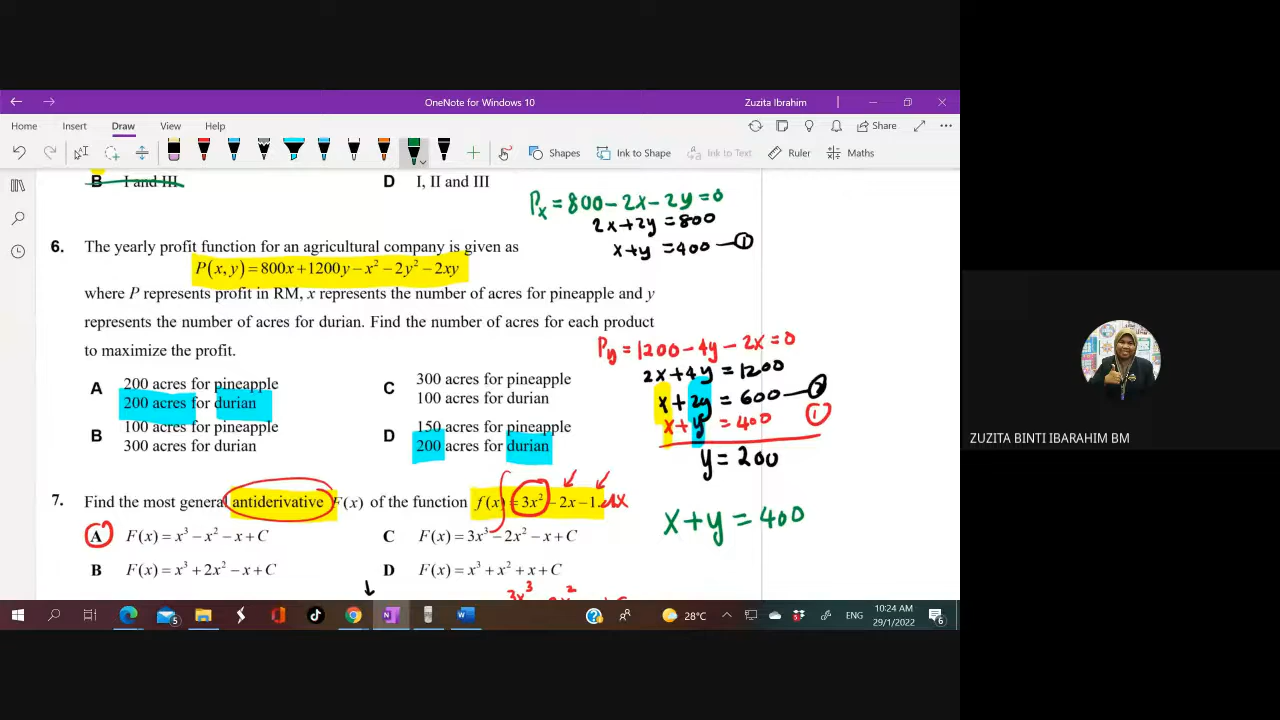 OneNote for Windows 10
Zuzita Ibrahim
Home Insert Draw View Help
Share
Shapes Ink to Shape Ink to Text Ruler Maths
B I and III
D I, II and III
Pₓ = 800 - 2x - 2y = 0
2x + 2y = 800
x + y = 400 — ①
6. The yearly profit function for an agricultural company is given as
P(x, y) = 800x + 1200y − x² − 2y² − 2xy
where P represents profit in RM, x represents the number of acres for pineapple and y
represents the number of acres for durian. Find the number of acres for each product
to maximize the profit.
Py = 1200 - 4y - 2x = 0
2x + 4y = 1200
x + 2y = 600 — ②
x + y = 400 ①
y = 200
A 200 acres for pineapple
200 acres for durian
C 300 acres for pineapple
100 acres for durian
B 100 acres for pineapple
300 acres for durian
D 150 acres for pineapple
200 acres for durian
7. Find the most general antiderivative F(x) of the function ∫ f(x) = 3x² − 2x − 1. dx
x + y = 400
A F(x) = x³ − x² − x + C
C F(x) = 3x³ − 2x² − x + C
B F(x) = x³ + 2x² − x + C
D F(x) = x³ + x² + x + C
ZUZITA BINTI IBARAHIM BM
28°C
ENG
10:24 AM
29/1/2022